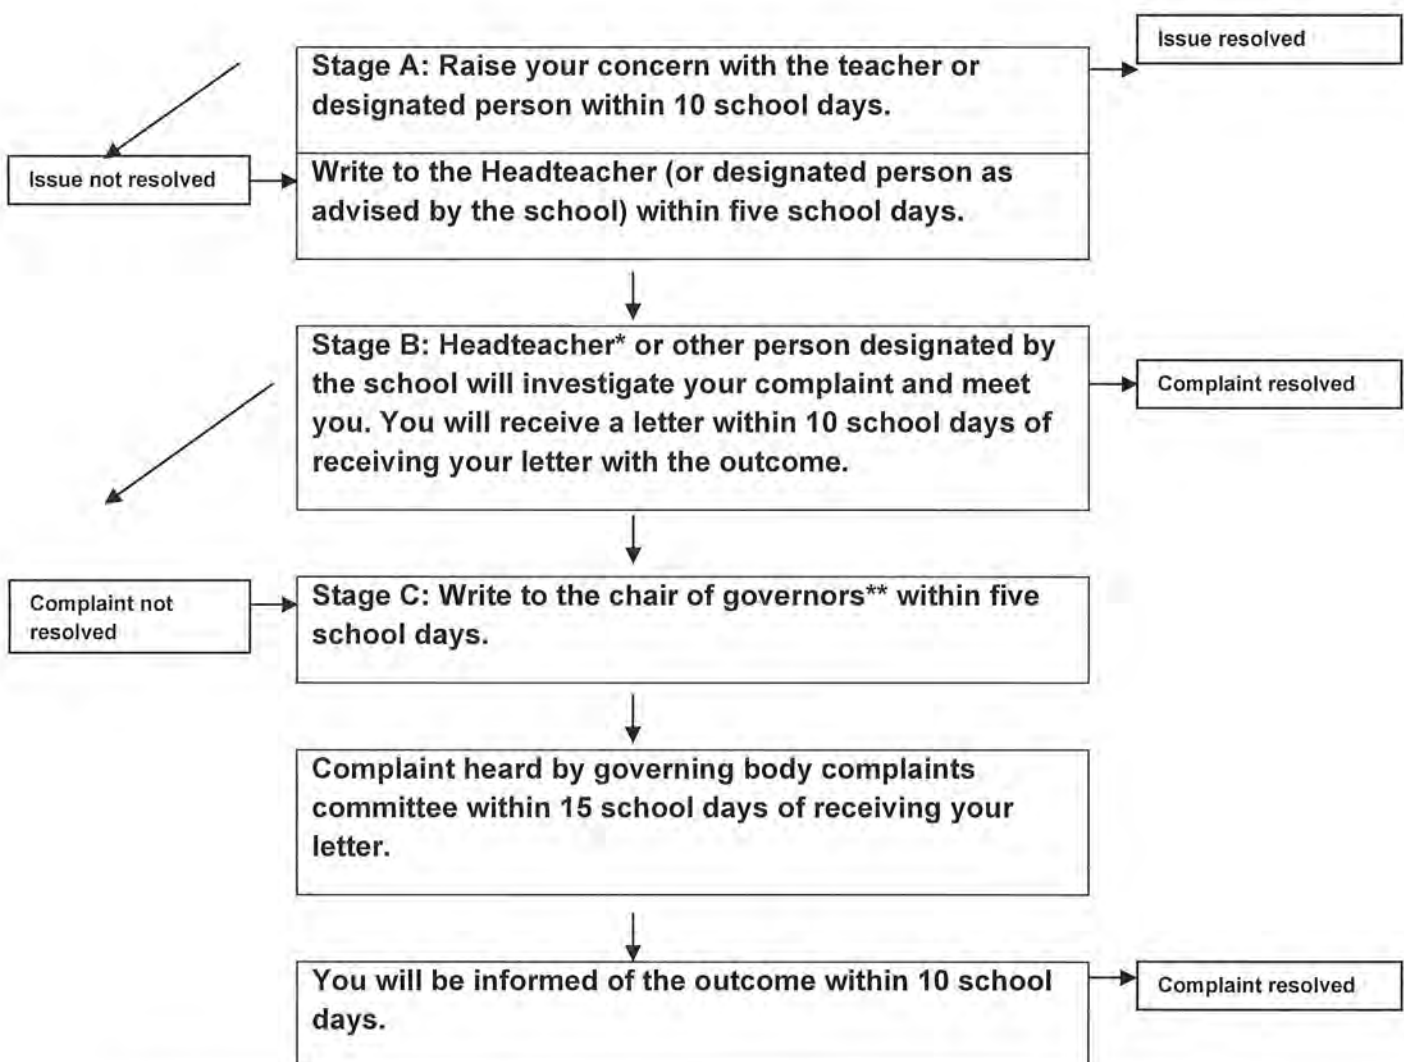 Issue resolved
Stage A: Raise your concern with the teacher or
designated person within 10 school days.
Issue not resolved
Write to the Headteacher (or designated person as
advised by the school) within five school days.
Stage B: Headteacher* or other person designated by
the school will investigate your complaint and meet
you. You will receive a letter within 10 school days of
receiving your letter with the outcome.
Complaint resolved
Complaint not
resolved
Stage C: Write to the chair of governors** within five
school days.
Complaint heard by governing body complaints
committee within 15 school days of receiving your
letter.
You will be informed of the outcome within 10 school
days.
Complaint resolved